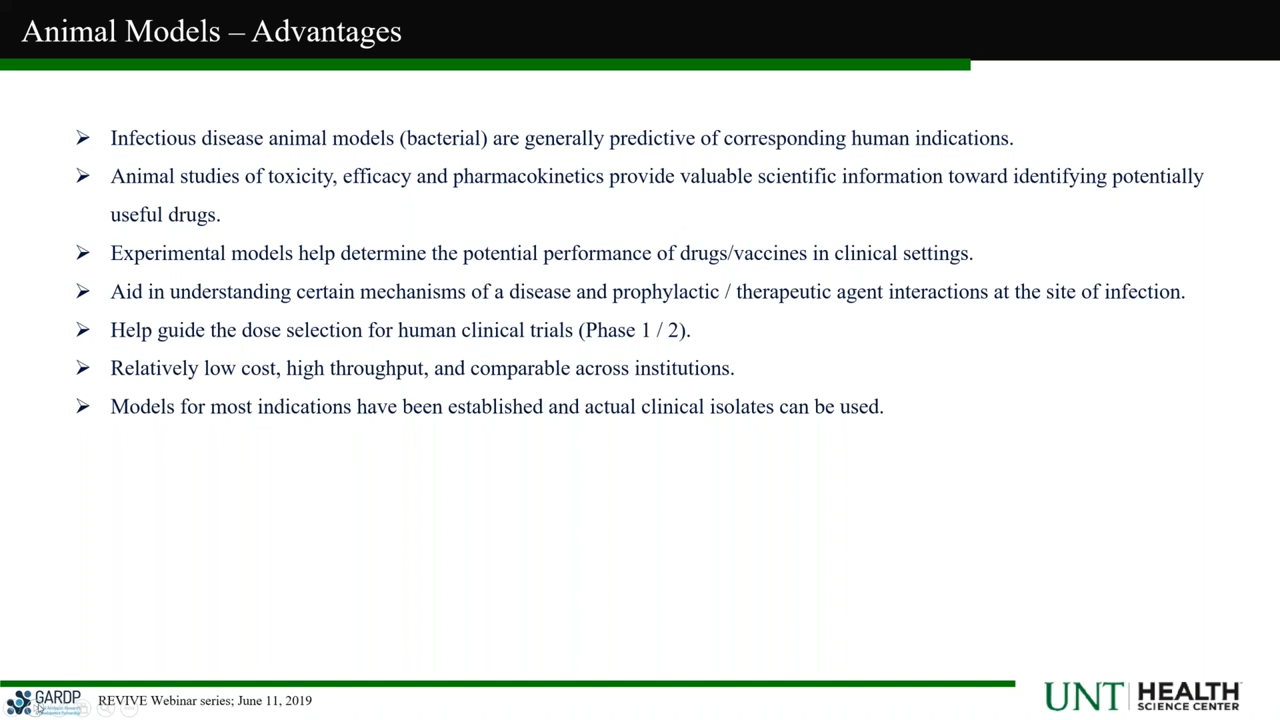 Animal Models – Advantages
➢ Infectious disease animal models (bacterial) are generally predictive of corresponding human indications.
➢ Animal studies of toxicity, efficacy and pharmacokinetics provide valuable scientific information toward identifying potentially
useful drugs.
➢ Experimental models help determine the potential performance of drugs/vaccines in clinical settings.
➢ Aid in understanding certain mechanisms of a disease and prophylactic / therapeutic agent interactions at the site of infection.
➢ Help guide the dose selection for human clinical trials (Phase 1 / 2).
➢ Relatively low cost, high throughput, and comparable across institutions.
➢ Models for most indications have been established and actual clinical isolates can be used.
GARDP
REVIVE Webinar series; June 11, 2019
UNT HEALTH
SCIENCE CENTER